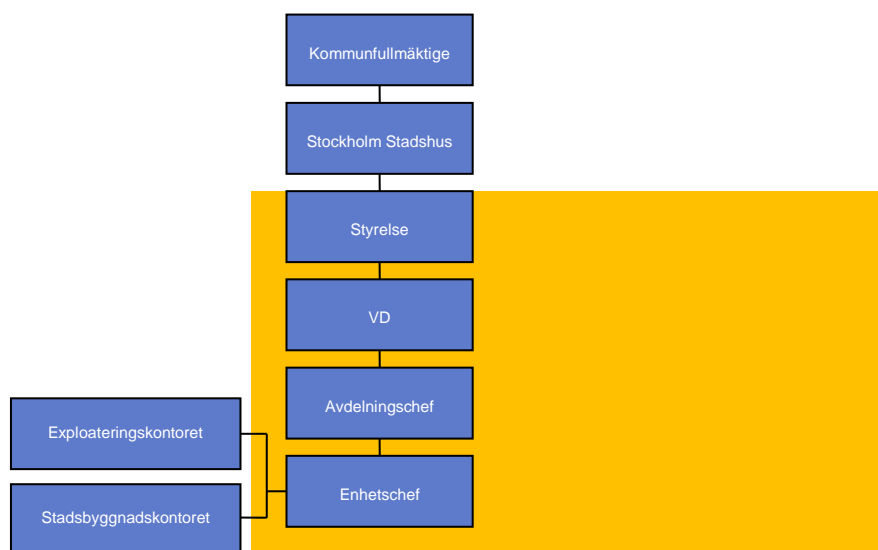 Kommunfullmäktige
Stockholm Stadshus
Styrelse
VD
Avdelningschef
Exploateringskontoret
Enhetschef
Stadsbyggnadskontoret